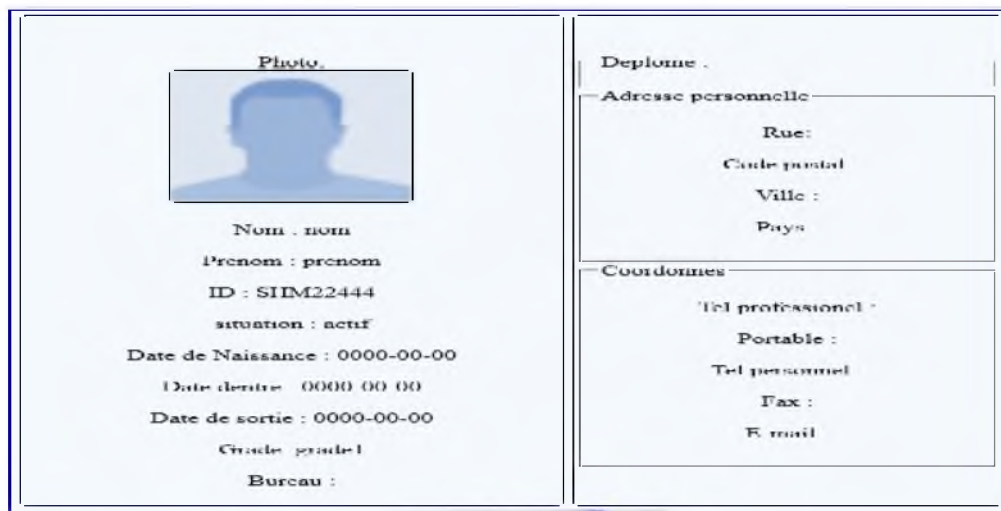 Photo.
Nom : nom
Prenom : prenom
ID : SIIM22444
situation : actif
Date de Naissance : 0000-00-00
Date dentre 0000-00-00
Date de sortie : 0000-00-00
Grade grade1
Bureau :
Deplome .
Adresse personnelle
Rue:
Code postal
Ville :
Pays
Coordonnes
Tel professionel :
Portable :
Tel personnel
Fax :
E mail